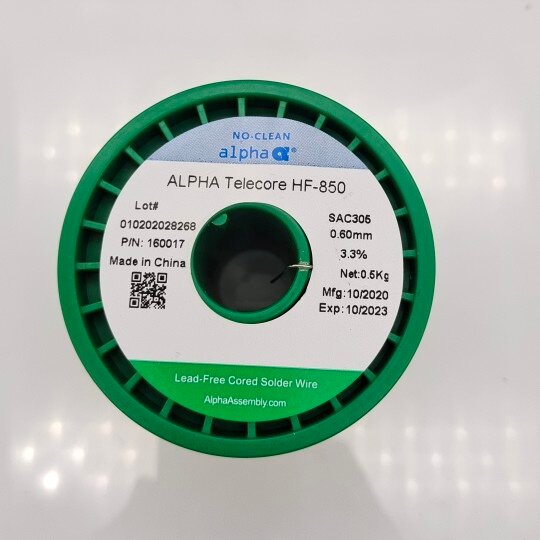 NO-CLEAN
alpha α®
ALPHA Telecore HF-850
Lot#
010202028268
P/N: 160017
Made in China
SAC305
0.60mm
3.3%
Net:0.5Kg
Mfg:10/2020
Exp:10/2023
Lead-Free Cored Solder Wire
AlphaAssembly.com